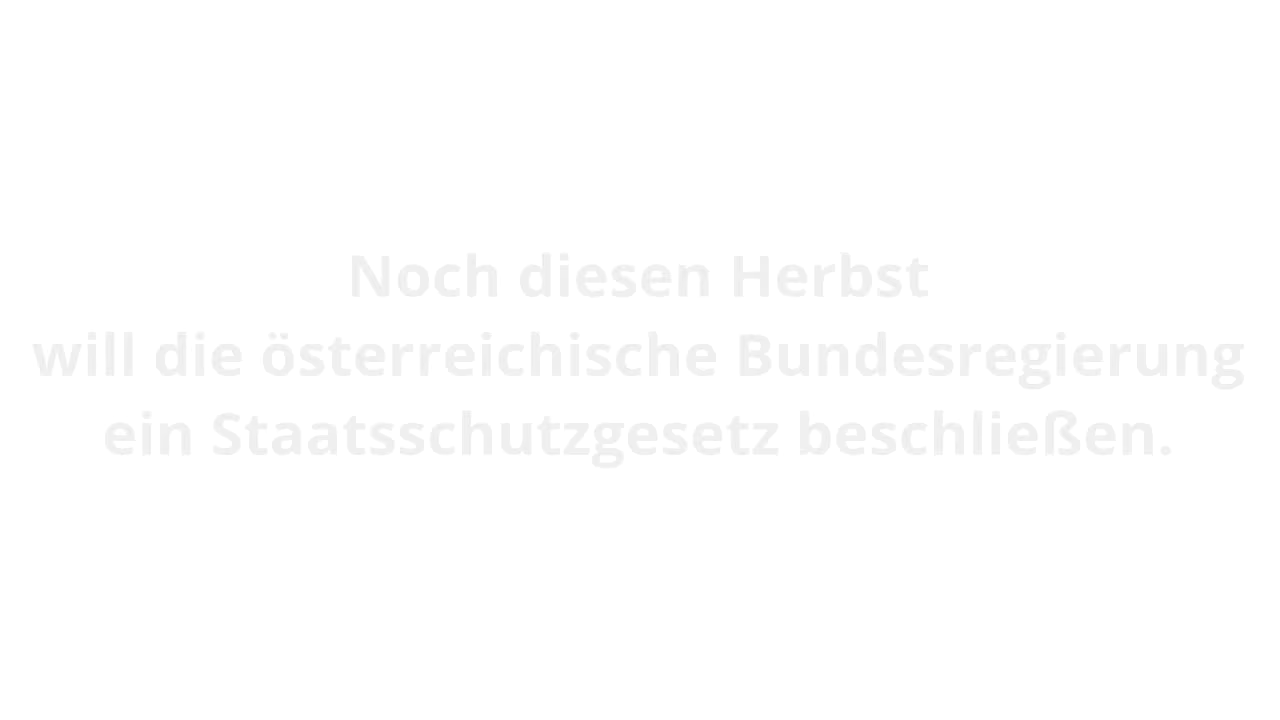 Noch diesen Herbst
will die österreichische Bundesregierung
ein Staatsschutzgesetz beschließen.